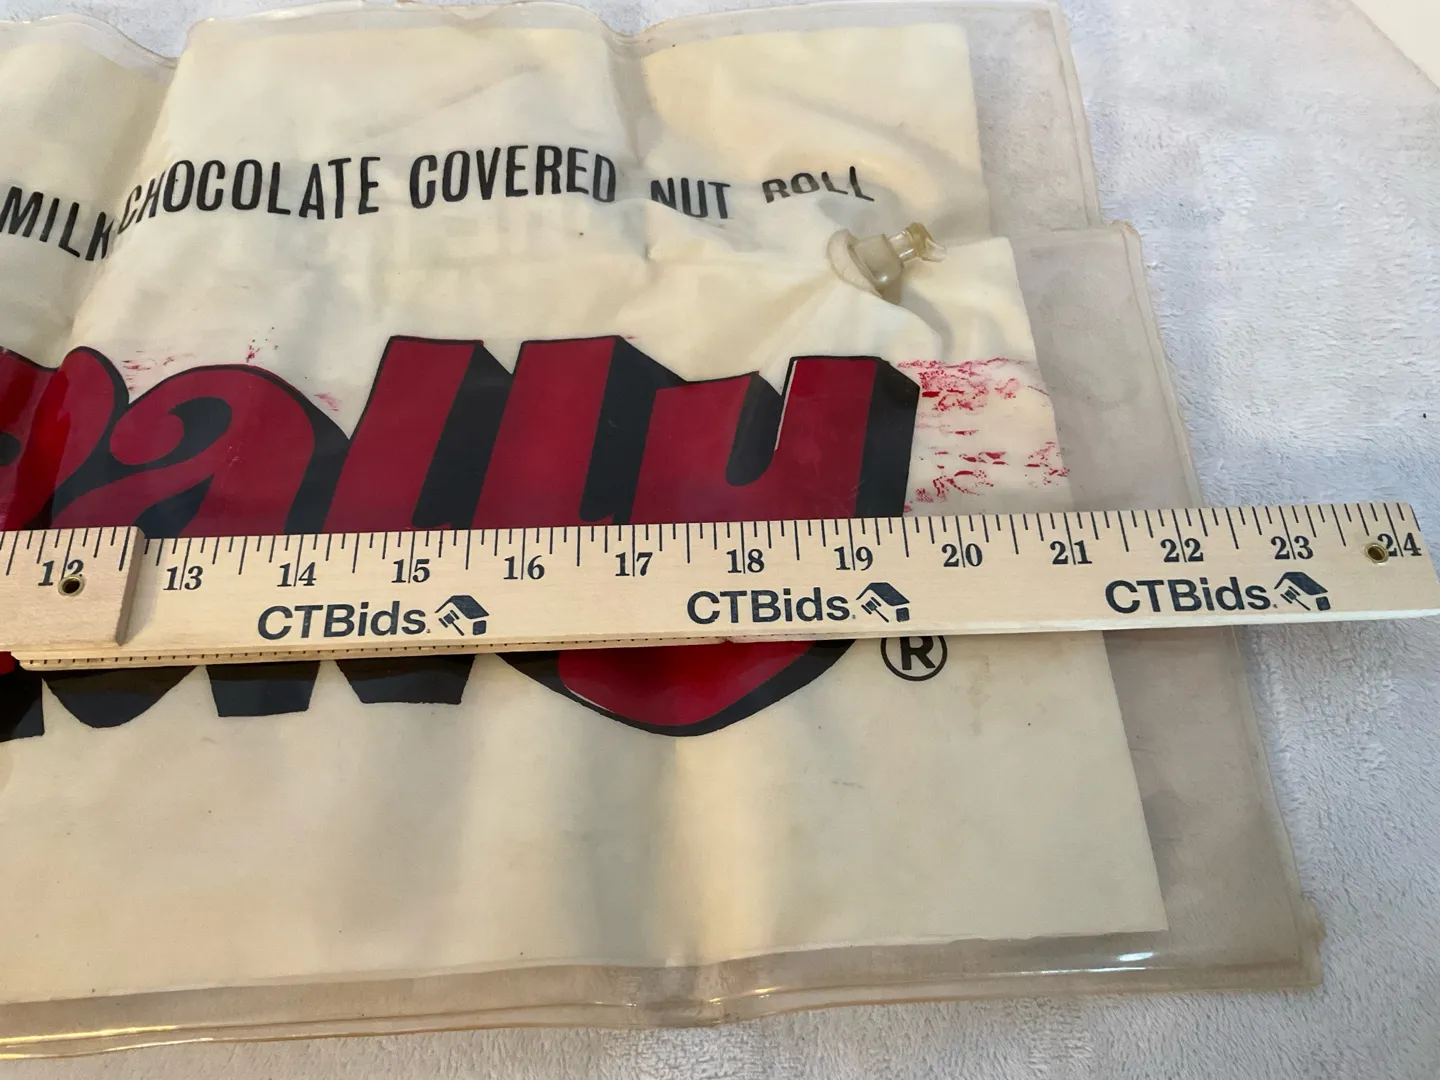 MILK CHOCOLATE COVERED NUT ROLL
ally
®
12 13 14 15 16 17 18 19 20 21 22 23 24
CTBids. CTBids. CTBids.